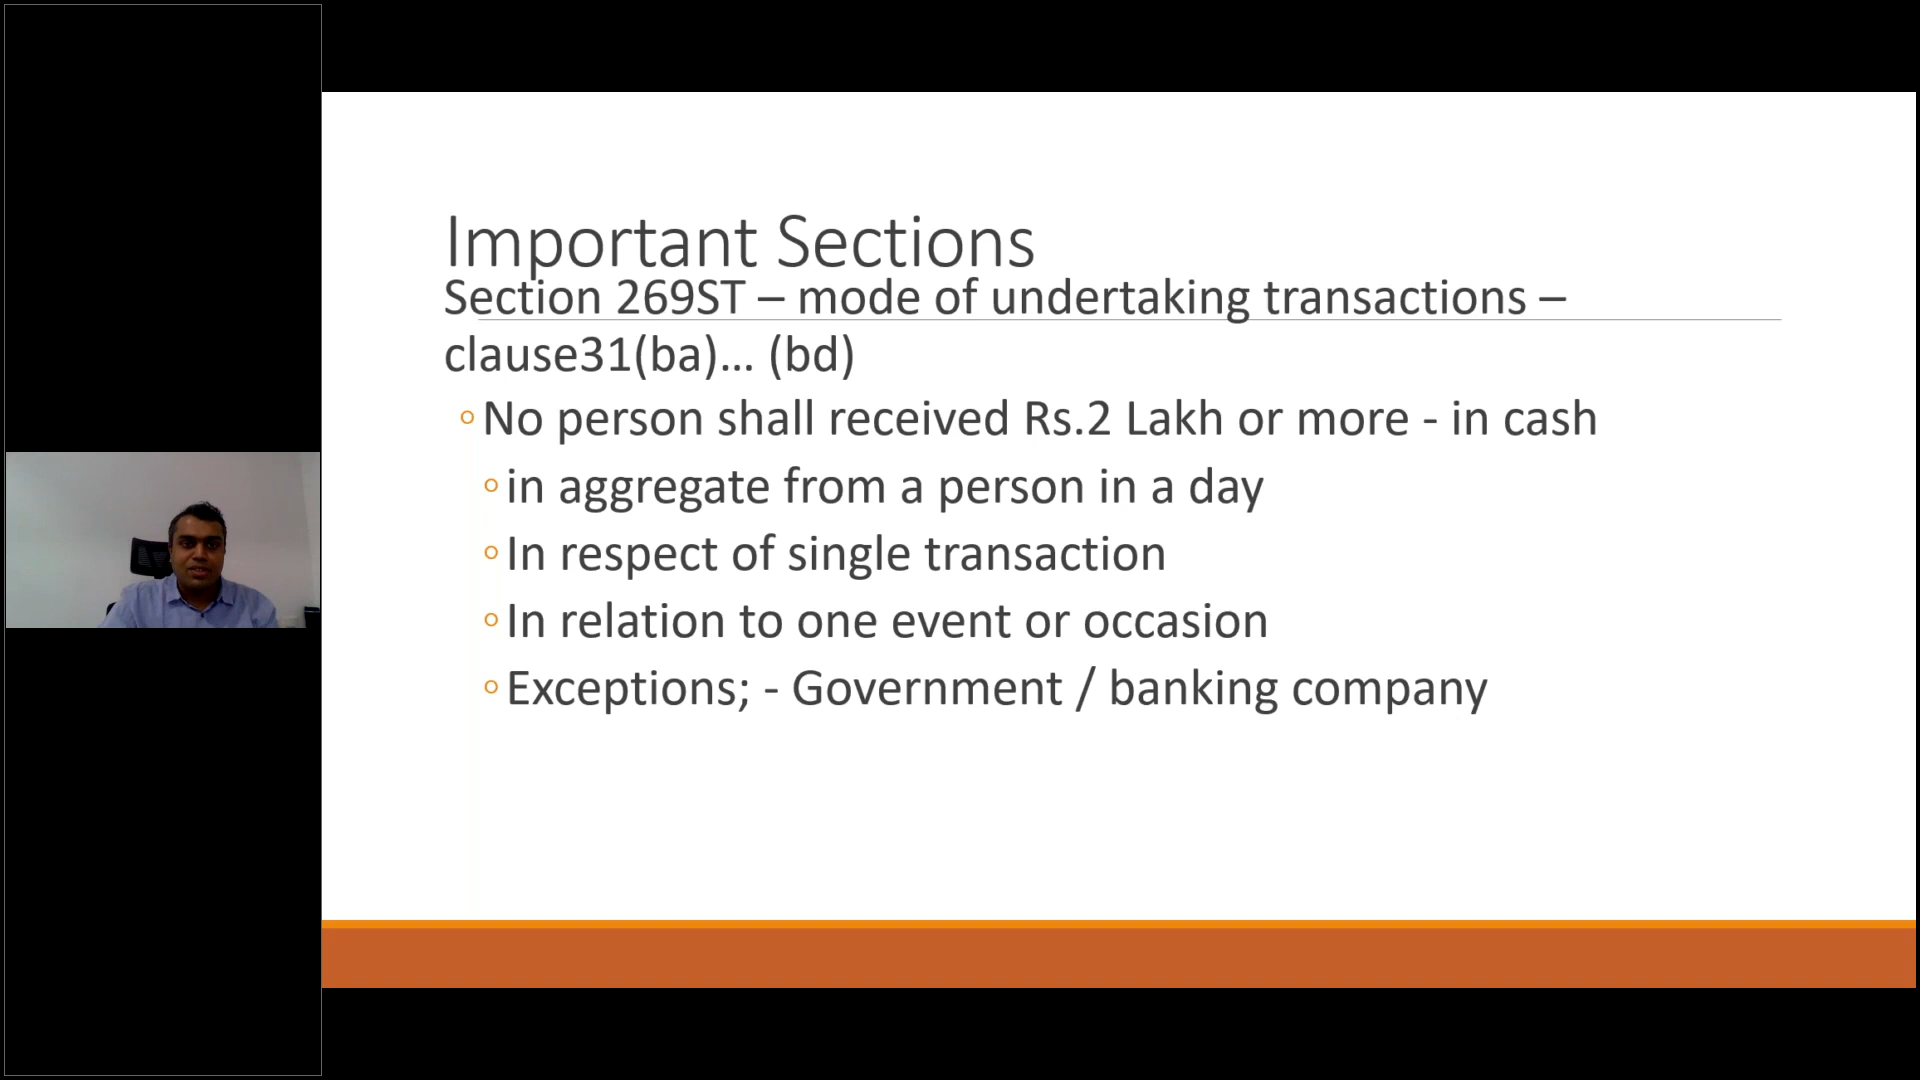 Important Sections
Section 269ST – mode of undertaking transactions –
clause31(ba)... (bd)
No person shall received Rs.2 Lakh or more - in cash
in aggregate from a person in a day
In respect of single transaction
In relation to one event or occasion
Exceptions; - Government / banking company